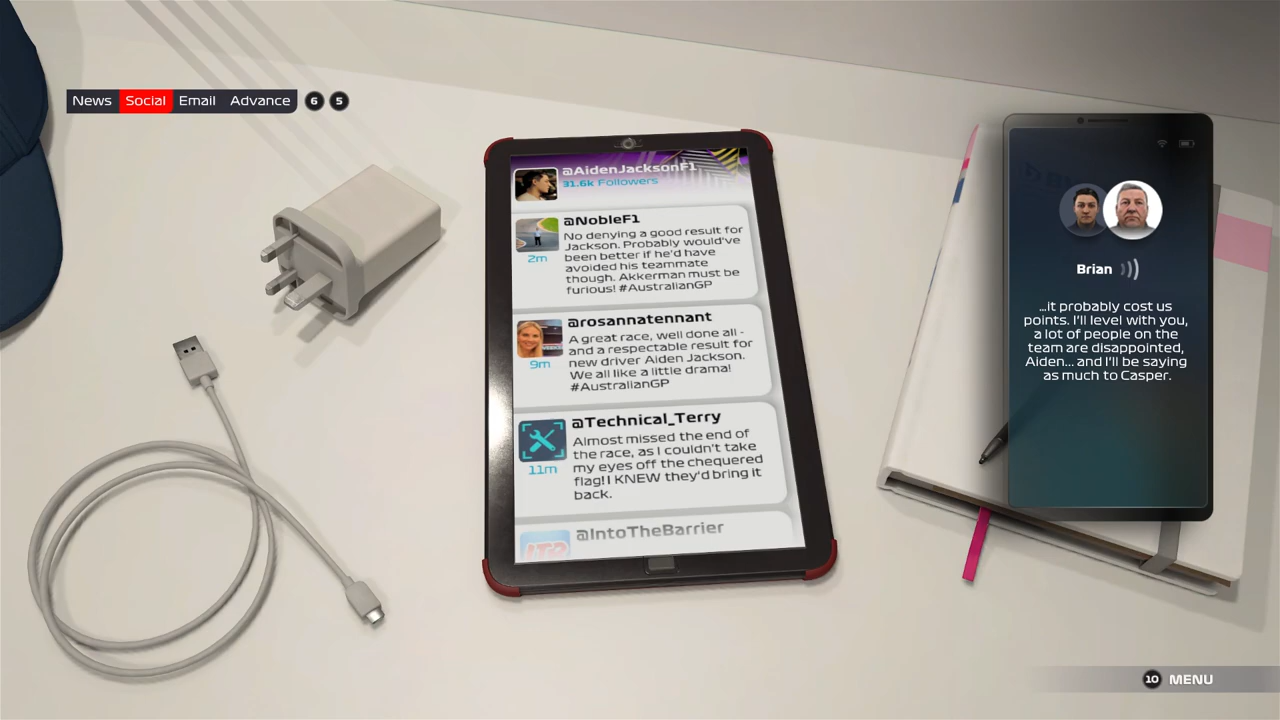 News Social Email Advance 6 5
@AidenJacksonF1
31.6k Followers
@NobleF1
2m
No denying a good result for
Jackson. Probably would've
been better if he'd have
avoided his teammate
though. Akkerman must be
furious! #AustralianGP
@rosannatennant
9m
A great race, well done all -
and a respectable result for
new driver Aiden Jackson.
We all like a little drama!
#AustralianGP
@Technical_Terry
11m
Almost missed the end of
the race, as I couldn't take
my eyes off the chequered
flag! I KNEW they'd bring it
back.
@IntoTheBarrier
ITB
Brian
...it probably cost us
points. I'll level with you,
a lot of people on the
team are disappointed,
Aiden... and I'll be saying
as much to Casper.
10 MENU